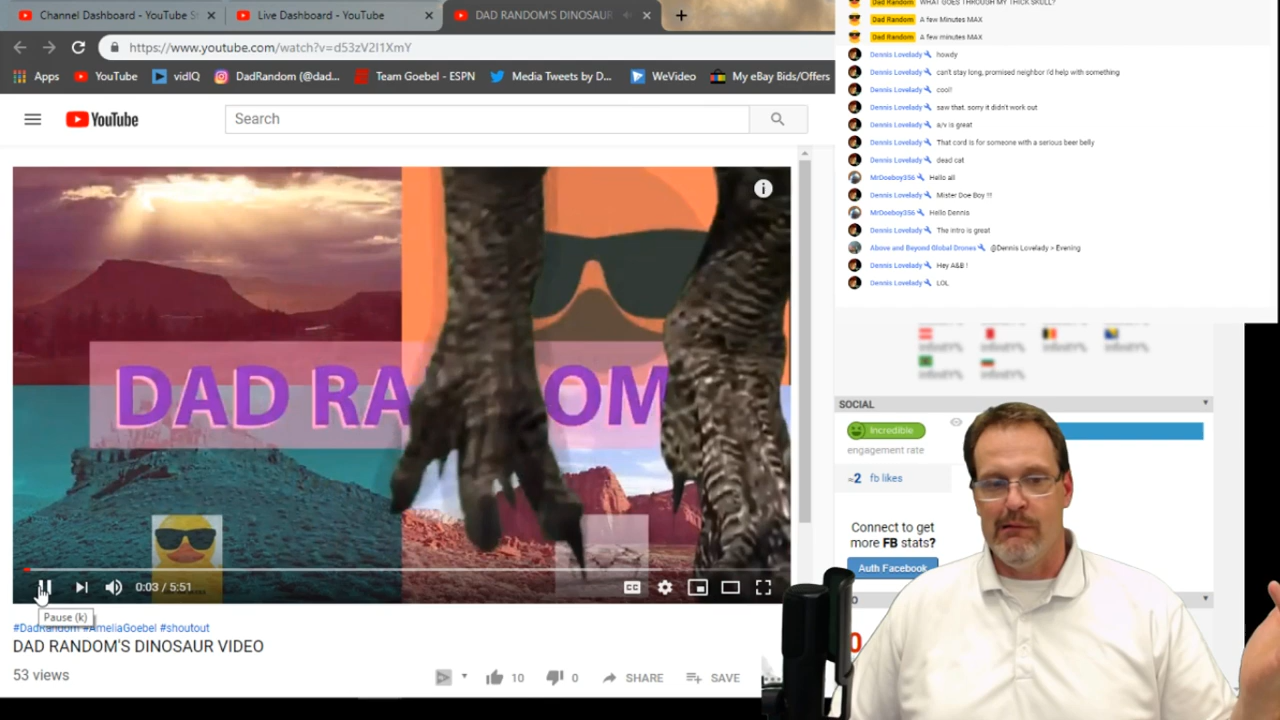 Channel Dashboard - YouTube St
Live Dashboard - YouTube
DAD RANDOM'S DINOSAUR
https://www.youtube.com/watch?v=d53zV2I1XmY
Apps
YouTube
vidIQ
DadRandom (@dad...
Team Goebel - ESPN
Media Tweets by D...
WeVideo
My eBay Bids/Offers
YouTube
Search
DAD RA OM
0:03 / 5:51
CC
Pause (k)
#DadRandom #AmeliaGoebel #shoutout
DAD RANDOM'S DINOSAUR VIDEO
53 views
10
0
SHARE
SAVE
Dad Random WHAT GOES THROUGH MY THICK SKULL?
Dad Random A few Minutes MAX
Dad Random A few minutes MAX
Dennis Lovelady howdy
Dennis Lovelady can't stay long, promised neighbor i'd help with something
Dennis Lovelady cool!
Dennis Lovelady saw that. sorry it didn't work out
Dennis Lovelady a/v is great
Dennis Lovelady That cord is for someone with a serious beer belly
Dennis Lovelady dead cat
MrDoeboy356 Hello all
Dennis Lovelady Mister Doe Boy !!!
MrDoeboy356 Hello Dennis
Dennis Lovelady The intro is great
Above and Beyond Global Drones @Dennis Lovelady > Evening
Dennis Lovelady Hey A&B !
Dennis Lovelady LOL
SOCIAL
Incredible
engagement rate
≈2 fb likes
Connect to get
more FB stats?
Auth Facebook
O
0